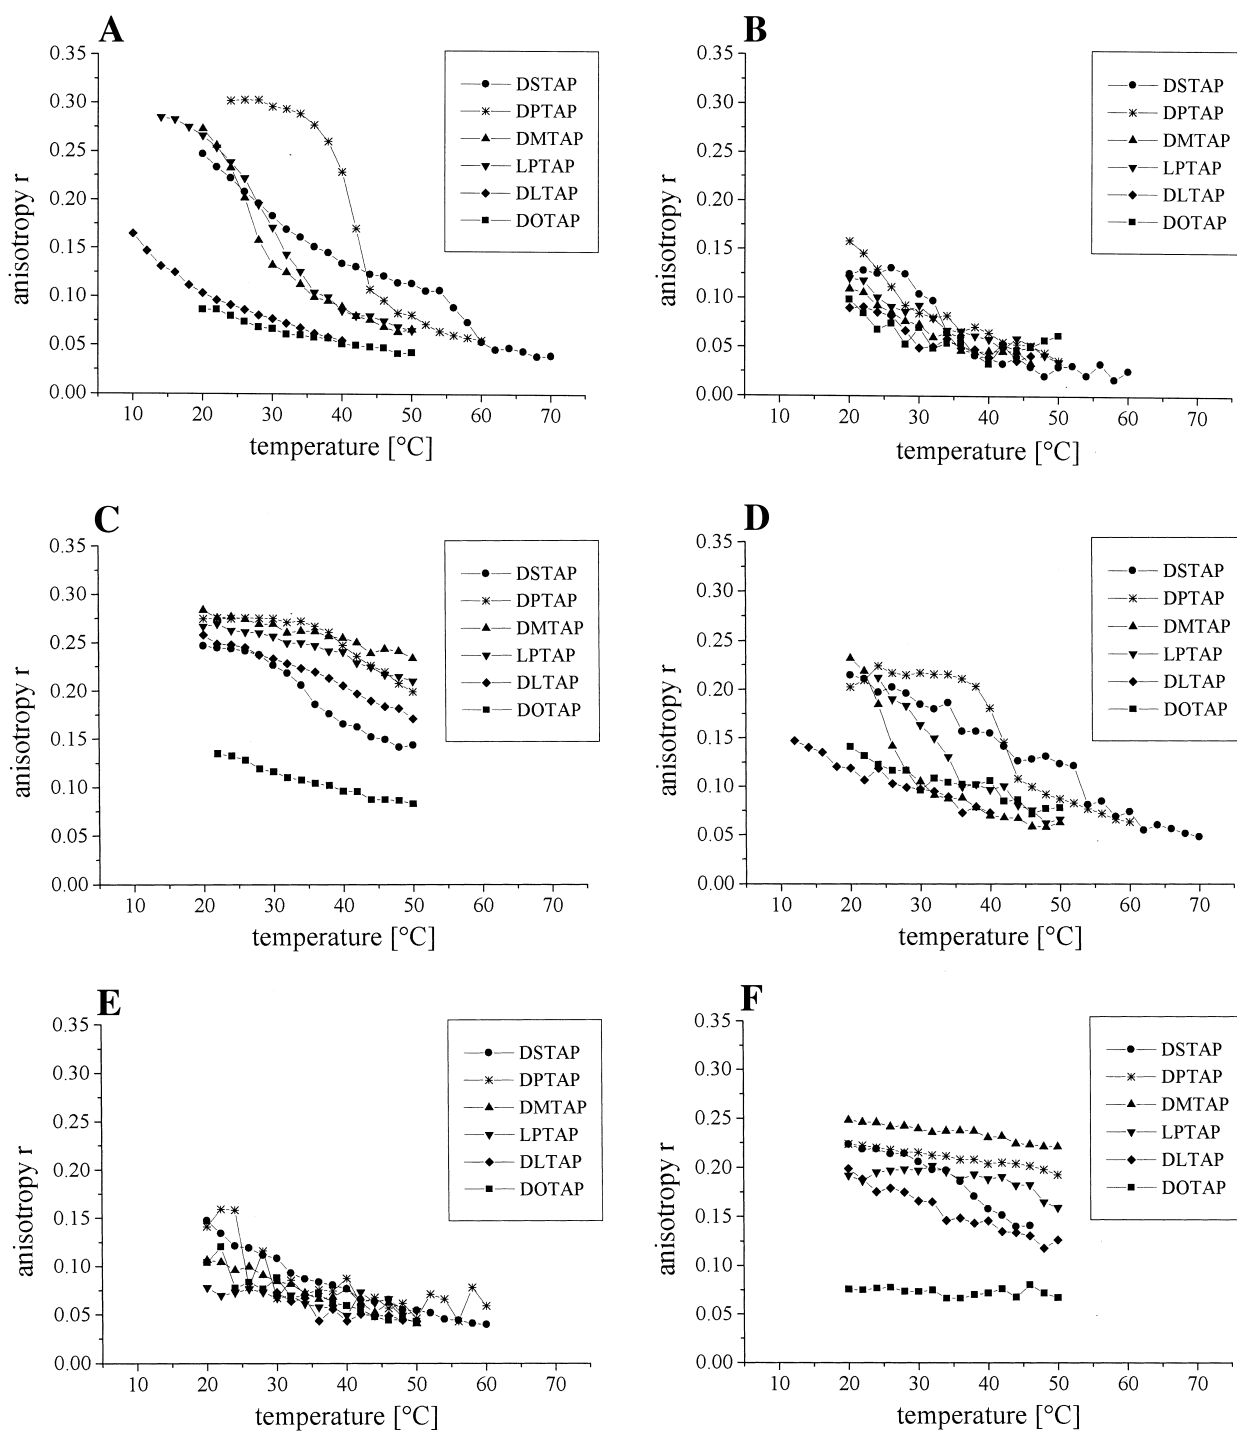 A
0.35
0.30
0.25
0.20
0.15
0.10
0.05
0.00
anisotropy r
10 20 30 40 50 60 70
temperature [°C]
DSTAP
DPTAP
DMTAP
LPTAP
DLTAP
DOTAP
B
0.35
0.30
0.25
0.20
0.15
0.10
0.05
0.00
anisotropy r
10 20 30 40 50 60 70
temperature [°C]
DSTAP
DPTAP
DMTAP
LPTAP
DLTAP
DOTAP
C
0.35
0.30
0.25
0.20
0.15
0.10
0.05
0.00
anisotropy r
10 20 30 40 50 60 70
temperature [°C]
DSTAP
DPTAP
DMTAP
LPTAP
DLTAP
DOTAP
D
0.35
0.30
0.25
0.20
0.15
0.10
0.05
0.00
anisotropy r
10 20 30 40 50 60 70
temperature [°C]
DSTAP
DPTAP
DMTAP
LPTAP
DLTAP
DOTAP
E
0.35
0.30
0.25
0.20
0.15
0.10
0.05
0.00
anisotropy r
10 20 30 40 50 60 70
temperature [°C]
DSTAP
DPTAP
DMTAP
LPTAP
DLTAP
DOTAP
F
0.35
0.30
0.25
0.20
0.15
0.10
0.05
0.00
anisotropy r
10 20 30 40 50 60 70
temperature [°C]
DSTAP
DPTAP
DMTAP
LPTAP
DLTAP
DOTAP